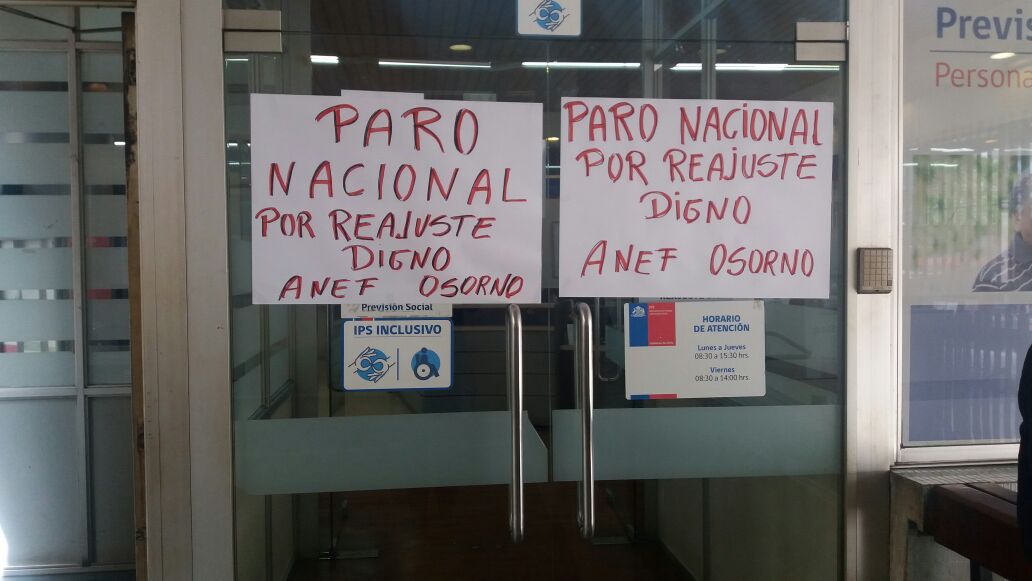 PARO
NACIONAL
POR REAJUSTE
DIGNO
ANEF OSORNO
PARO NACIONAL
POR REAJUSTE
DIGNO
ANEF OSORNO
Previsión Social
IPS INCLUSIVO
HORARIO
DE ATENCIÓN
Lunes a Jueves
08:30 a 15:30 hrs.
Viernes
08:30 a 14:00 hrs.
Previs
Persona